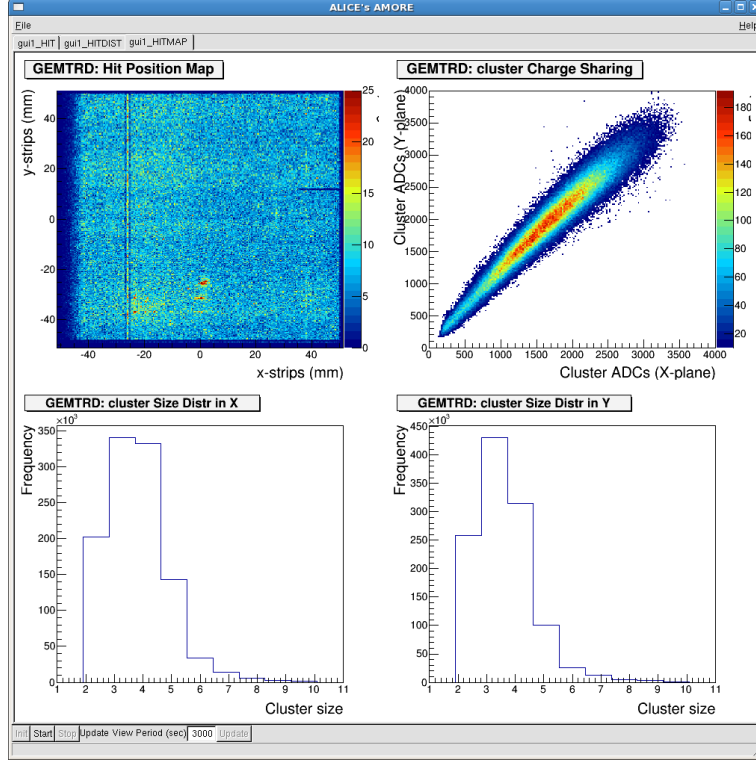 ALICE's AMORE
File
Help
gui1_HIT gui1_HITDIST gui1_HITMAP
GEMTRD: Hit Position Map
y-strips (mm)
40
20
0
-20
-40
-40 -20 0 20 40
x-strips (mm)
25
20
15
10
5
0
GEMTRD: cluster Charge Sharing
Cluster ADCs (Y-plane)
4000
3500
3000
2500
2000
1500
1000
500
0
0 500 1000 1500 2000 2500 3000 3500 4000
Cluster ADCs (X-plane)
180
160
140
120
100
80
60
40
20
GEMTRD: cluster Size Distr in X
×10³
Frequency
350
300
250
200
150
100
50
0
1 2 3 4 5 6 7 8 9 10 11
Cluster size
GEMTRD: cluster Size Distr in Y
×10³
Frequency
450
400
350
300
250
200
150
100
50
0
1 2 3 4 5 6 7 8 9 10 11
Cluster size
Init Start Stop Update View Period (sec) 3000 Update